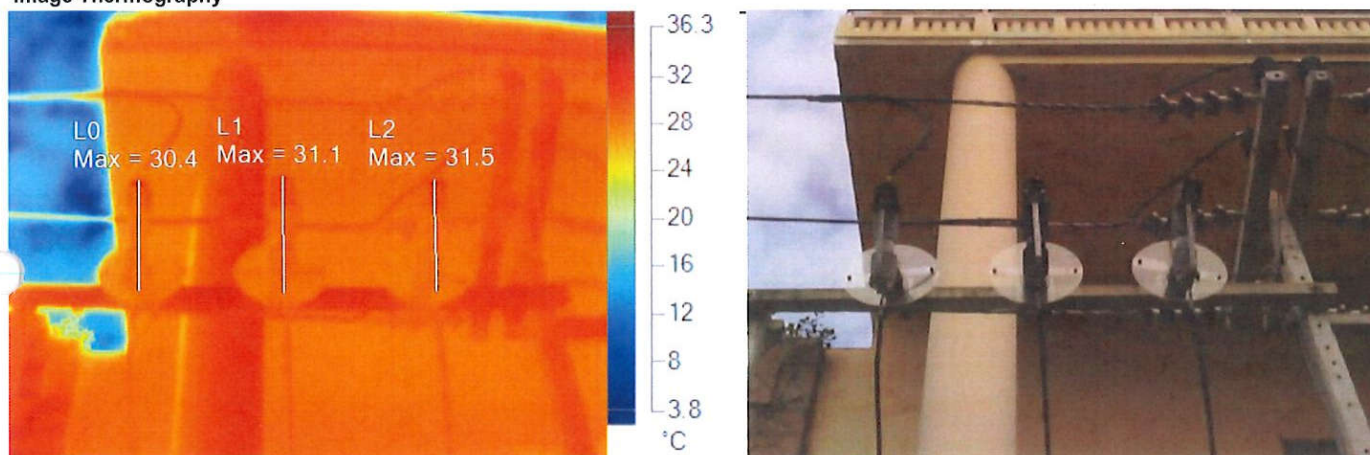 Image Thermography
L0
Max = 30.4
L1
Max = 31.1
L2
Max = 31.5
36.3
32
28
24
20
16
12
8
3.8
°C